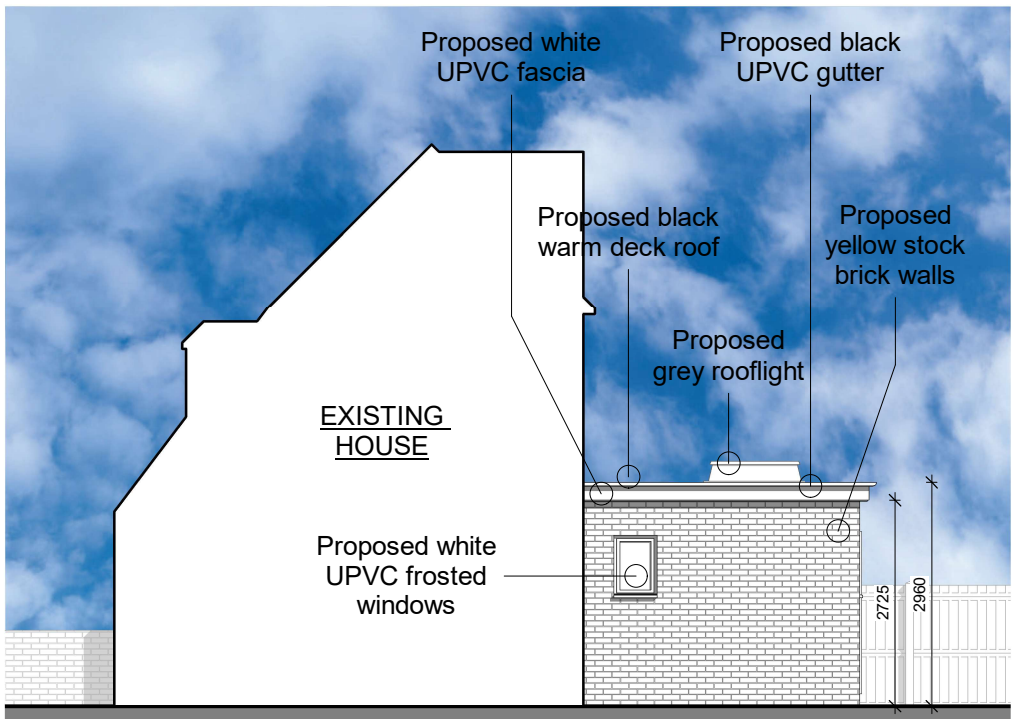 Proposed white
UPVC fascia
Proposed black
UPVC gutter
Proposed black
warm deck roof
Proposed
yellow stock
brick walls
Proposed
grey rooflight
EXISTING
HOUSE
Proposed white
UPVC frosted
windows
2725
2960